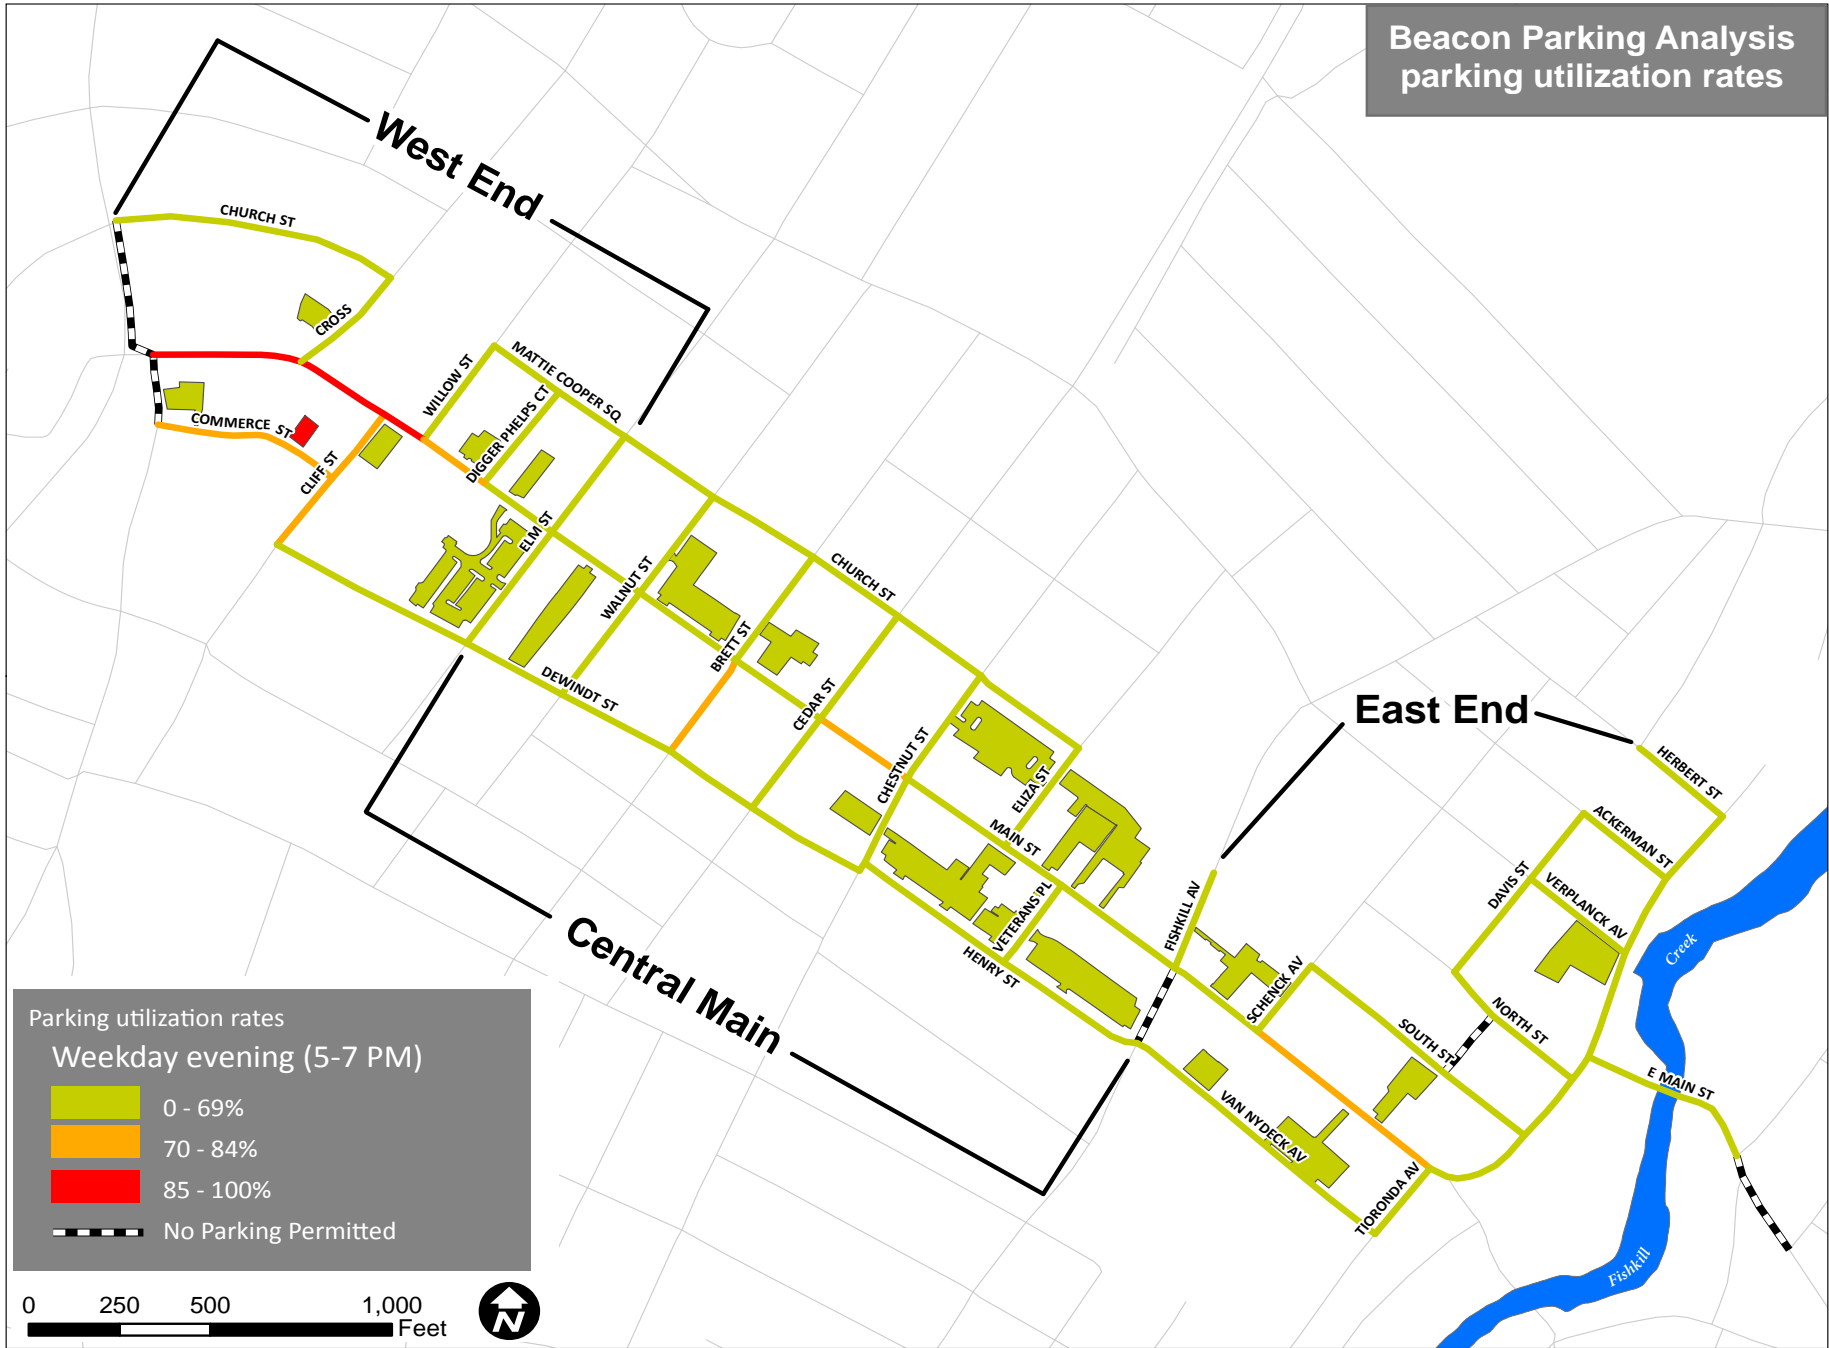 Beacon Parking Analysis
parking utilization rates
West End
CHURCH ST
CROSS
WILLOW ST
MATTIE COOPER SQ
DIGGER PHELPS CT
COMMERCE ST
CLIFF ST
ELM ST
WALNUT ST
CHURCH ST
BRETT ST
DEWINDT ST
CEDAR ST
CHESTNUT ST
ELIZA ST
MAIN ST
East End
HERBERT ST
ACKERMAN ST
DAVIS ST
VERPLANCK AV
FISHKILL AV
VETERANS PL
HENRY ST
Central Main
SCHENCK AV
SOUTH ST
NORTH ST
Creek
E MAIN ST
VAN NYDECK AV
TIORONDA AV
Fishkill
Parking utilization rates
Weekday evening (5-7 PM)
0 - 69%
70 - 84%
85 - 100%
No Parking Permitted
0 250 500 1,000
Feet
N